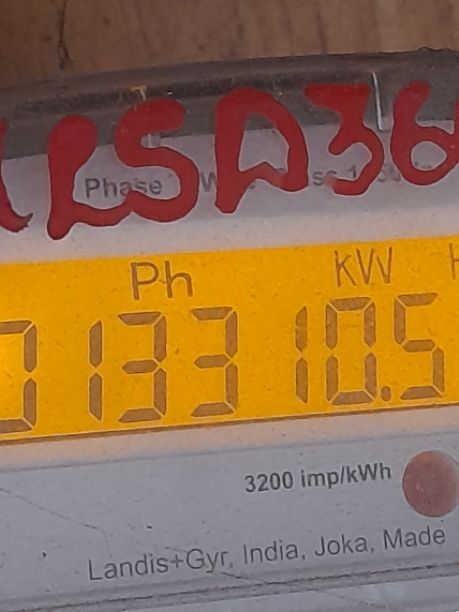 LSD36
Phase
Ph KW H
013310.5
3200 imp/kWh
Landis+Gyr, India, Joka, Made